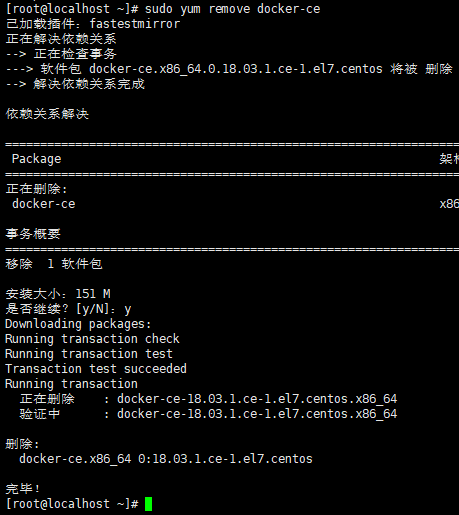 [root@localhost ~]# sudo yum remove docker-ce
已加载插件：fastestmirror
正在解决依赖关系
--> 正在检查事务
---> 软件包 docker-ce.x86_64.0.18.03.1.ce-1.el7.centos 将被 删除
--> 解决依赖关系完成

依赖关系解决

================================================================
 Package                                                      架构
================================================================
正在删除:
 docker-ce                                                    x86

事务概要
================================================================
移除  1 软件包

安装大小：151 M
是否继续？[y/N]：y
Downloading packages:
Running transaction check
Running transaction test
Transaction test succeeded
Running transaction
  正在删除    : docker-ce-18.03.1.ce-1.el7.centos.x86_64
  验证中      : docker-ce-18.03.1.ce-1.el7.centos.x86_64

删除:
  docker-ce.x86_64 0:18.03.1.ce-1.el7.centos

完毕！
[root@localhost ~]#